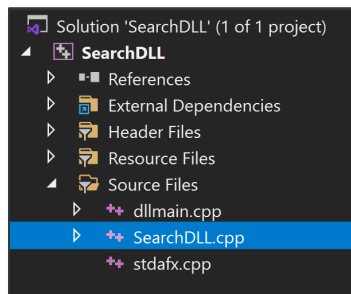 Solution 'SearchDLL' (1 of 1 project)
SearchDLL
References
External Dependencies
Header Files
Resource Files
Source Files
dllmain.cpp
SearchDLL.cpp
stdafx.cpp